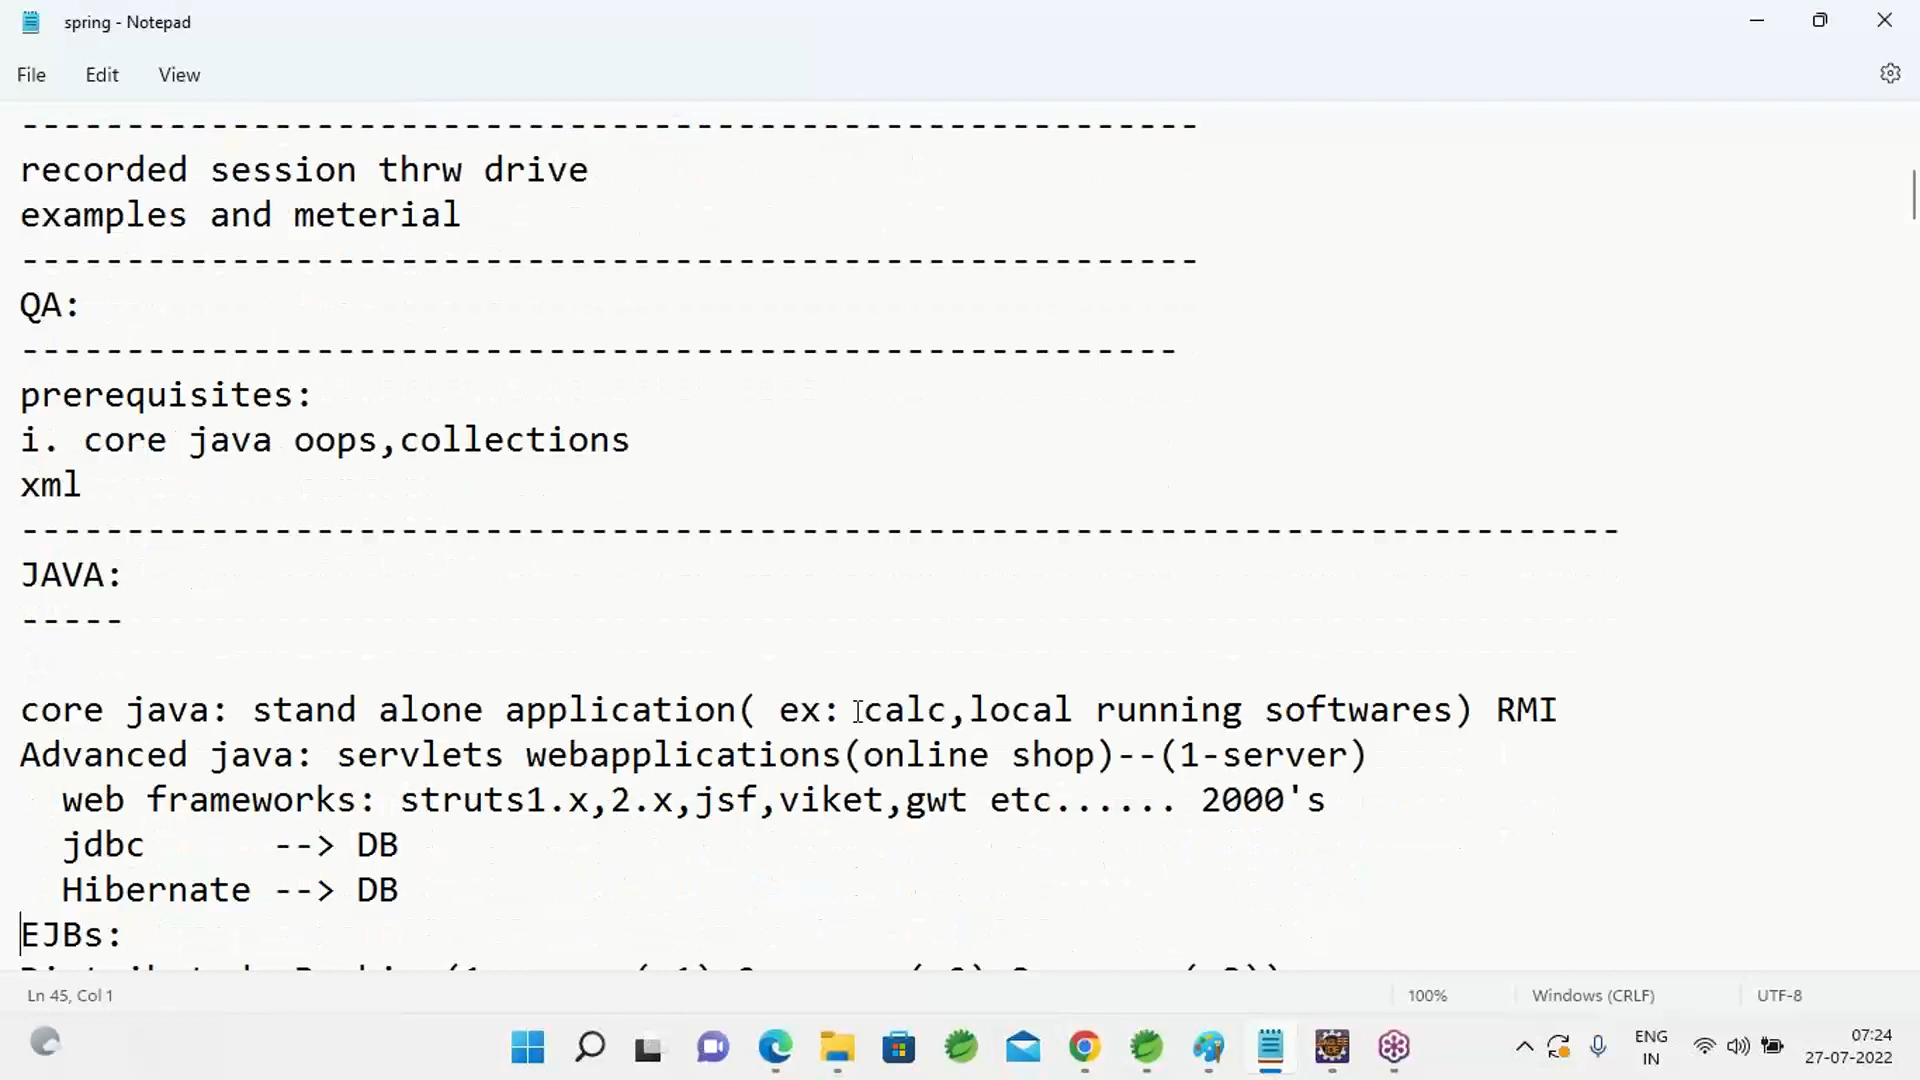 spring - Notepad
File Edit View
--------------------------------------------------------
recorded session thrw drive
examples and meterial
--------------------------------------------------------
QA:
-------------------------------------------------------
prerequisites:
i. core java oops,collections
xml
----------------------------------------------------------------------------
JAVA:
-----
core java: stand alone application( ex: calc,local running softwares) RMI
Advanced java: servlets webapplications(online shop)--(1-server)
web frameworks: struts1.x,2.x,jsf,viket,gwt etc...... 2000's
jdbc --> DB
Hibernate --> DB
EJBs:
Ln 45, Col 1 100% Windows (CRLF) UTF-8
ENG
IN
07:24
27-07-2022